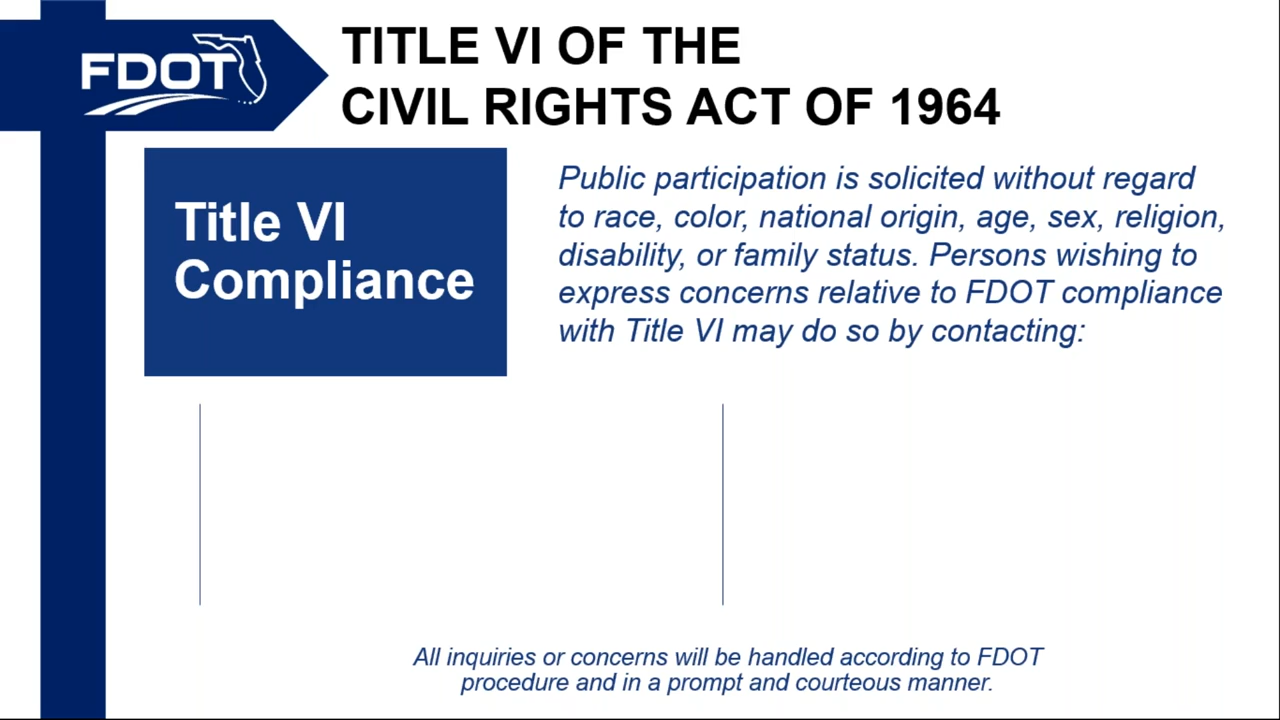 FDOT
TITLE VI OF THE
CIVIL RIGHTS ACT OF 1964
Title VI
Compliance
Public participation is solicited without regard
to race, color, national origin, age, sex, religion,
disability, or family status. Persons wishing to
express concerns relative to FDOT compliance
with Title VI may do so by contacting:
All inquiries or concerns will be handled according to FDOT
procedure and in a prompt and courteous manner.